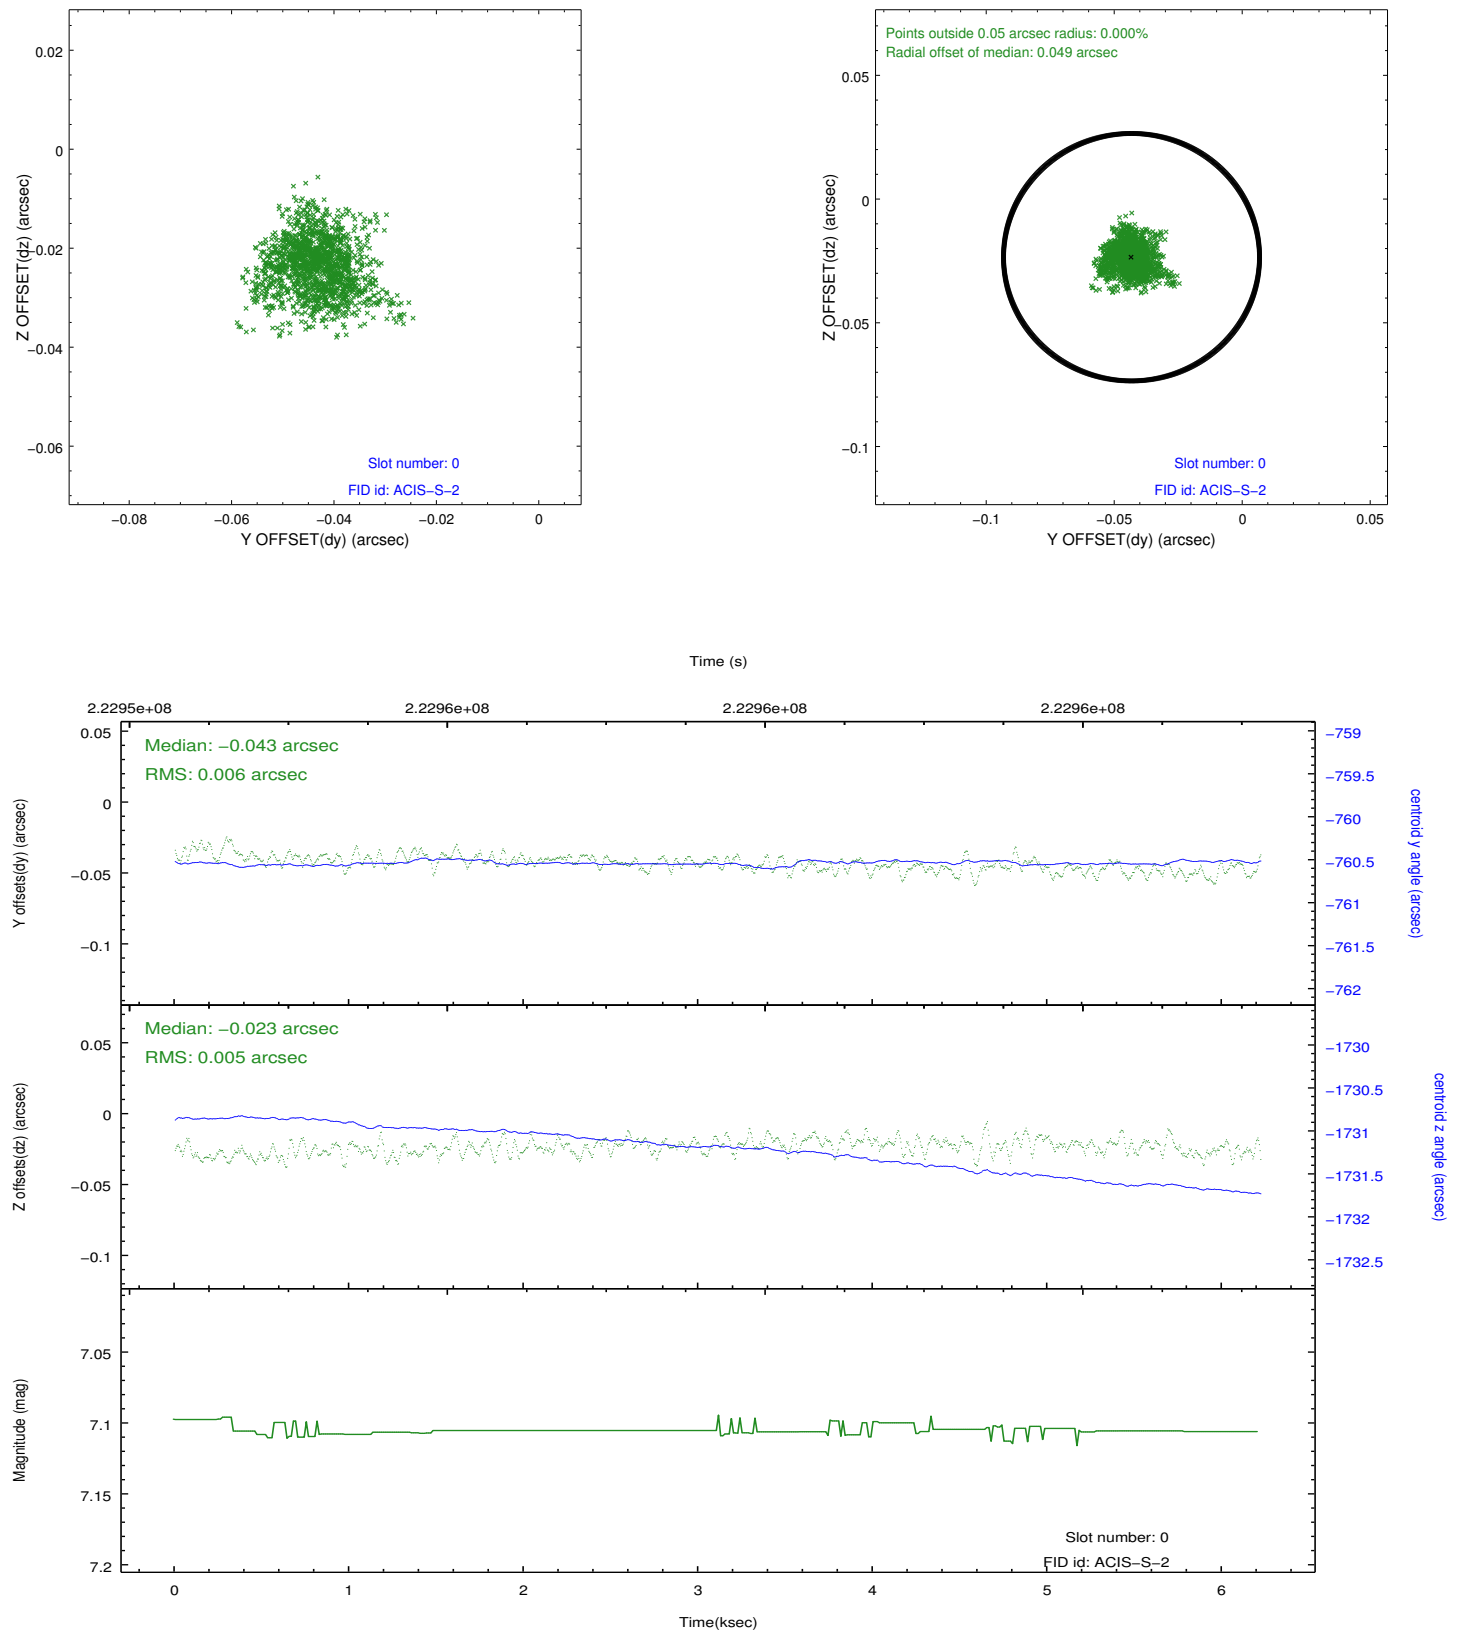 0.02
0
−0.02
−0.04
−0.06
Z OFFSET(dz) (arcsec)
Slot number: 0
FID id: ACIS−S−2
−0.08
−0.06
−0.04
−0.02
0
Y OFFSET(dy) (arcsec)
Points outside 0.05 arcsec radius: 0.000%
Radial offset of median: 0.049 arcsec
0.05
0
−0.05
−0.1
Z OFFSET(dz) (arcsec)
Slot number: 0
FID id: ACIS−S−2
−0.1
−0.05
0
0.05
Y OFFSET(dy) (arcsec)
Time (s)
2.2295e+08
2.2296e+08
2.2296e+08
2.2296e+08
Median: −0.043 arcsec
RMS: 0.006 arcsec
0.05
0
−0.05
−0.1
Y offsets(dy) (arcsec)
−759
−759.5
−760
−760.5
−761
−761.5
−762
centroid y angle (arcsec)
Median: −0.023 arcsec
RMS: 0.005 arcsec
0.05
0
−0.05
−0.1
Z offsets(dz) (arcsec)
−1730
−1730.5
−1731
−1731.5
−1732
−1732.5
centroid z angle (arcsec)
7.05
7.1
7.15
7.2
Magnitude (mag)
Slot number: 0
FID id: ACIS−S−2
0
1
2
3
4
5
6
Time(ksec)